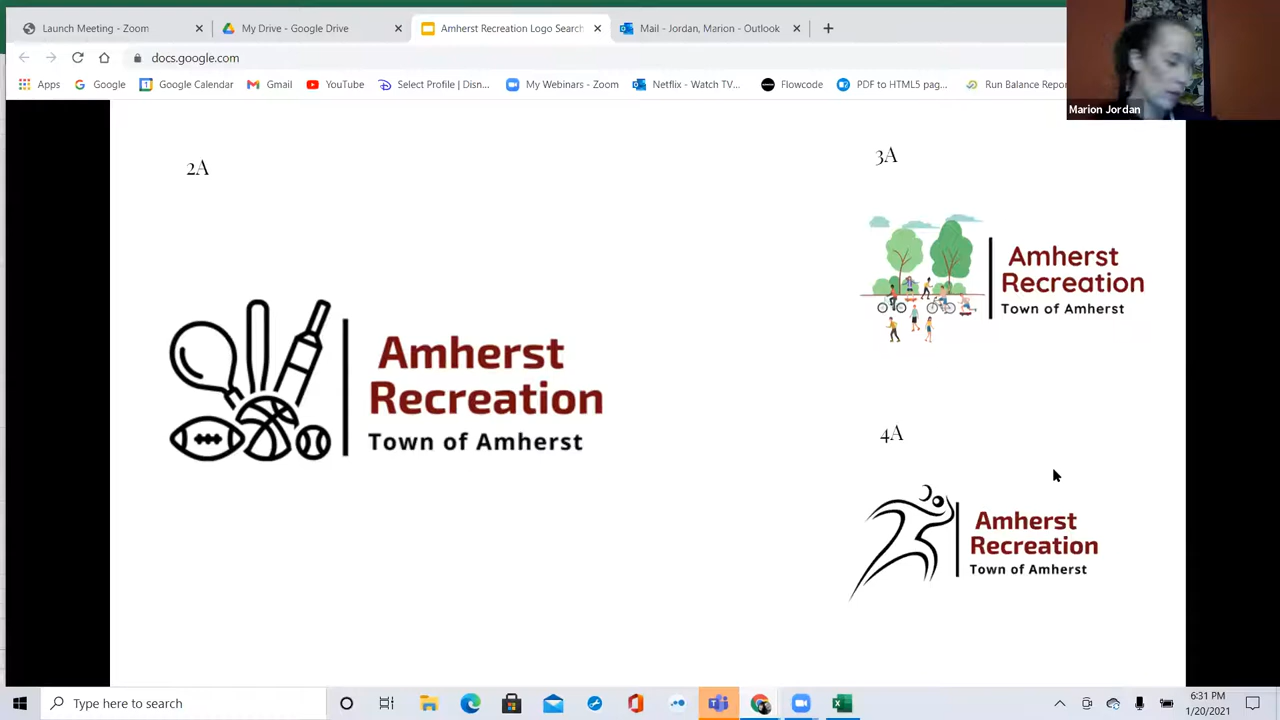 Launch Meeting - Zoom
My Drive - Google Drive
Amherst Recreation Logo Search
Mail - Jordan, Marion - Outlook
docs.google.com
Apps
Google
Google Calendar
Gmail
YouTube
Select Profile | Disn...
My Webinars - Zoom
Netflix - Watch TV...
Flowcode
PDF to HTML5 pag...
Run Balance Repor
Marion Jordan
2A
Amherst
Recreation
Town of Amherst
3A
Amherst
Recreation
Town of Amherst
4A
Amherst
Recreation
Town of Amherst
Type here to search
6:31 PM
1/20/2021